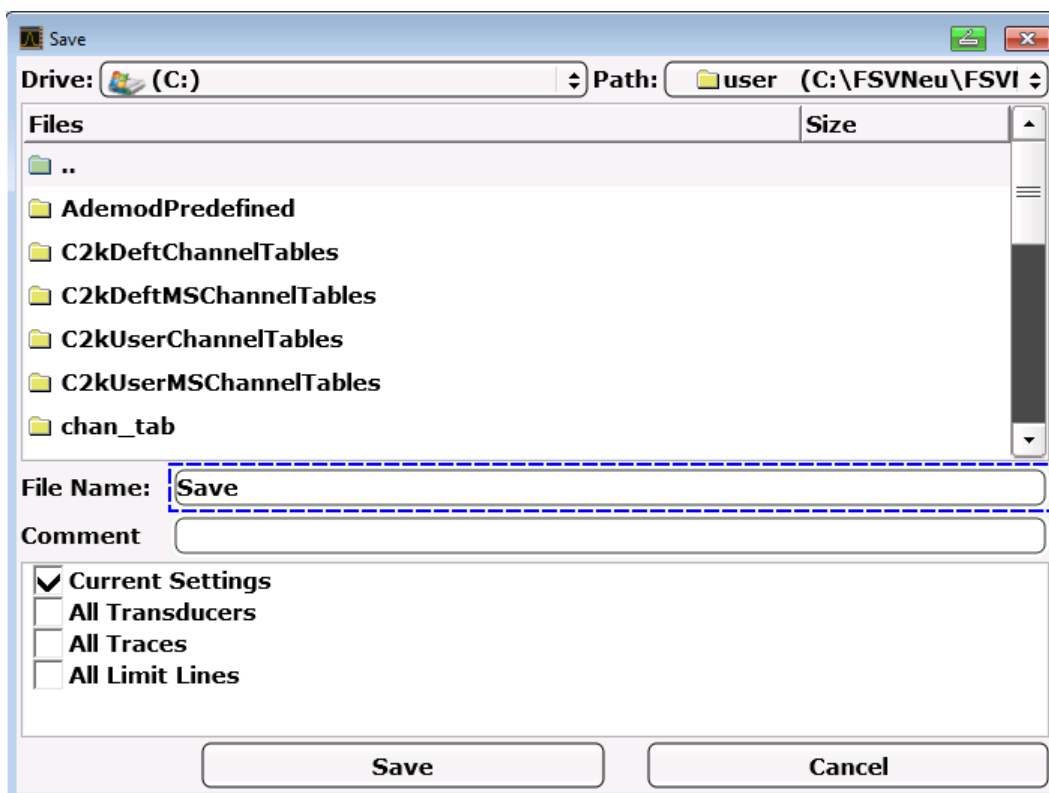 Save
Drive: (C:) Path: user (C:\FSVNeu\FSV
Files Size
..
AdemodPredefined
C2kDeftChannelTables
C2kDeftMSChannelTables
C2kUserChannelTables
C2kUserMSChannelTables
chan_tab
File Name: Save
Comment
Current Settings
All Transducers
All Traces
All Limit Lines
Save Cancel